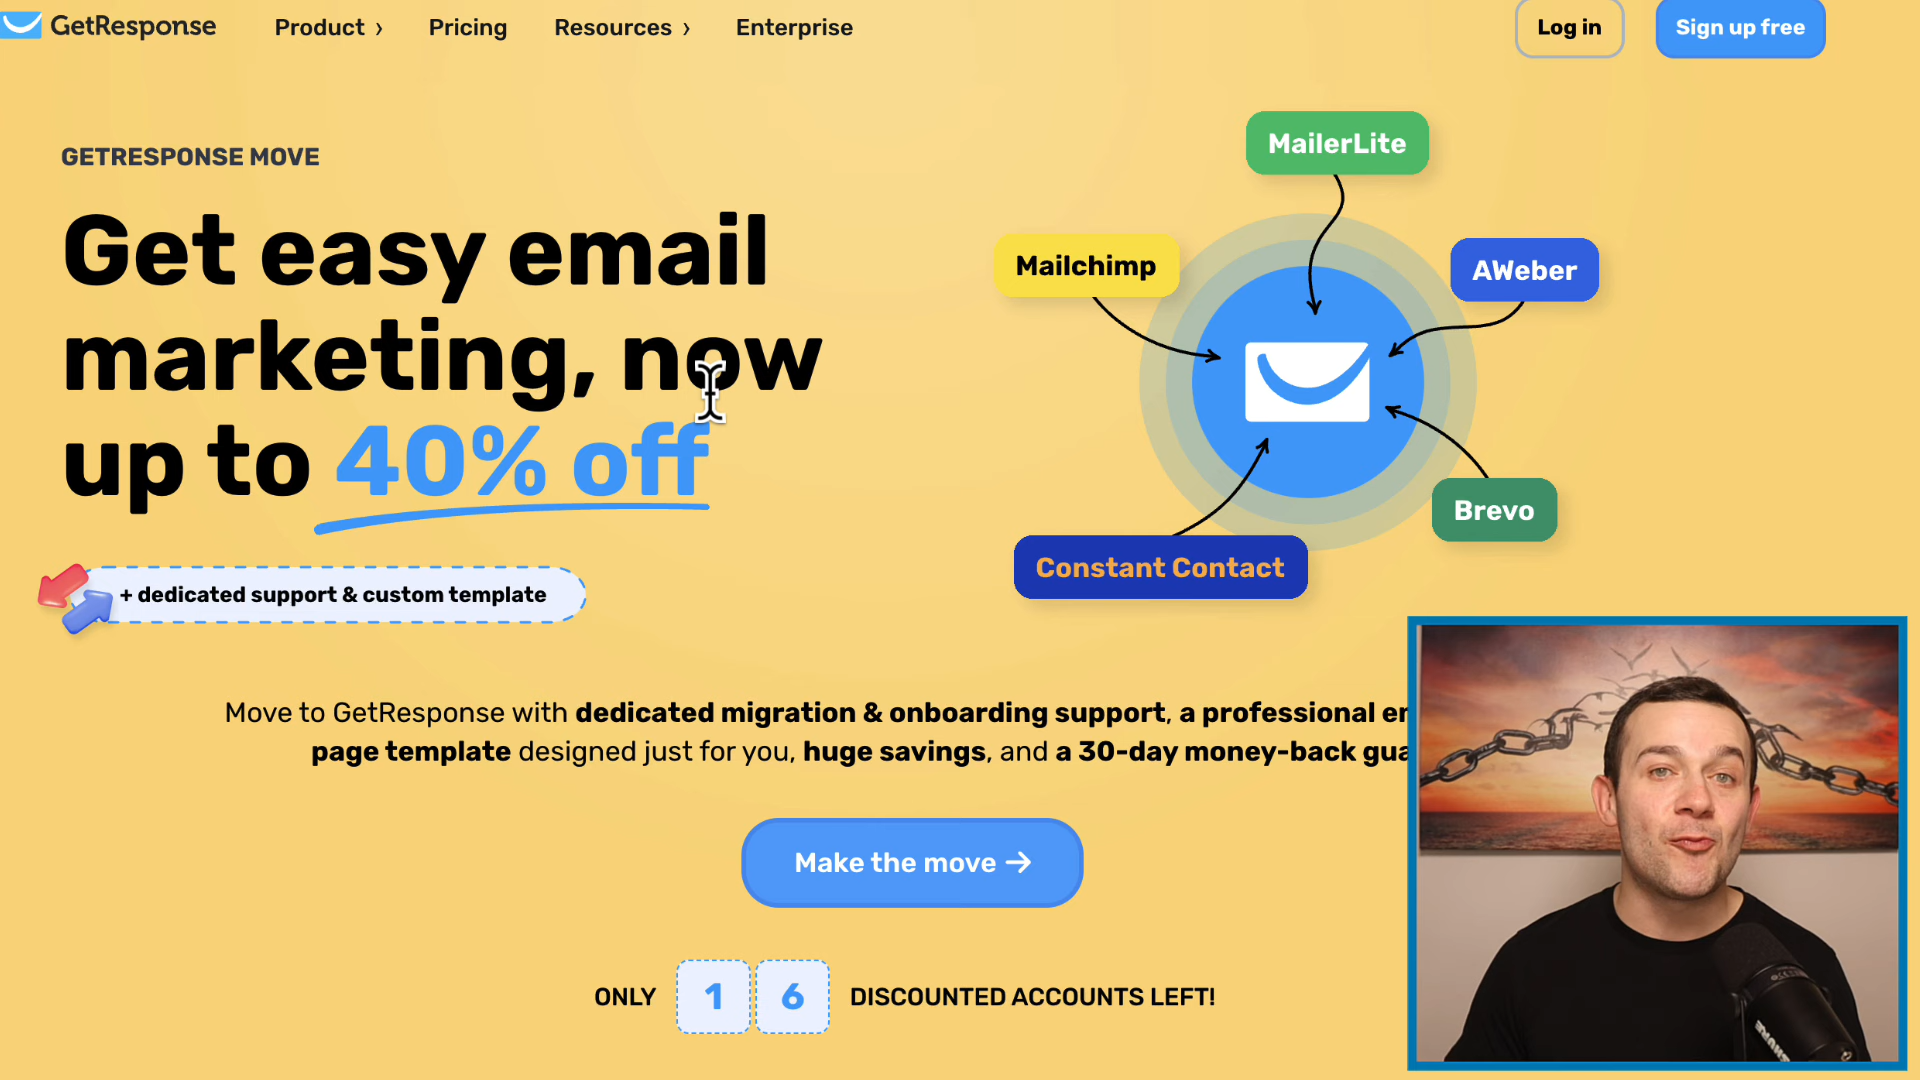 GetResponse
Product ›
Pricing
Resources ›
Enterprise
Log in
Sign up free
GETRESPONSE MOVE
Get easy email
marketing, now
up to 40% off
+ dedicated support & custom template
MailerLite
Mailchimp
AWeber
Brevo
Constant Contact
Move to GetResponse with dedicated migration & onboarding support, a professional
page template designed just for you, huge savings, and a 30-day money-back
Make the move →
ONLY 1 6 DISCOUNTED ACCOUNTS LEFT!
SHURE